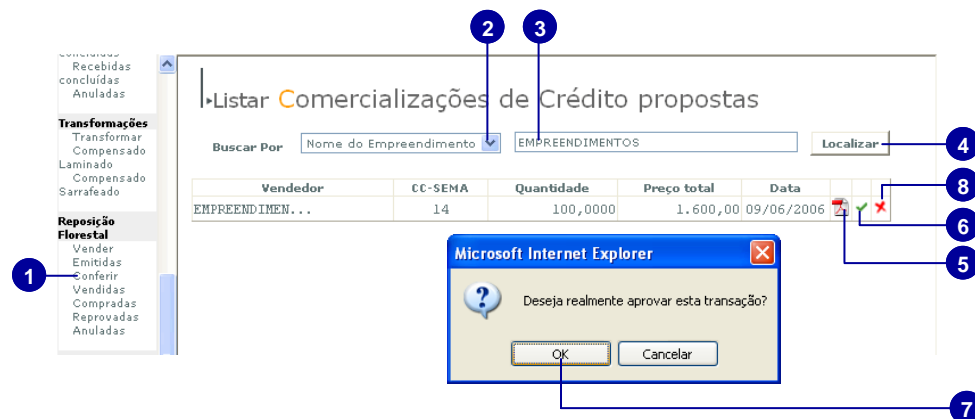 2
3
Recebidas
concluídas
Anuladas
Transformações
Transformar
Compensado
Laminado
Compensado
Sarrafeado
Reposição
Florestal
Vender
Emitidas
1
Conferir
Vendidas
Compradas
Reprovadas
Anuladas
Listar Comercializações de Crédito propostas
Buscar Por
Nome do Empreendimento
EMPREENDIMENTOS
Localizar
4
Vendedor CC-SEMA Quantidade Preço total Data
8
EMPREENDIMEN... 14 100,0000 1.600,00 09/06/2006
6
5
Microsoft Internet Explorer
Deseja realmente aprovar esta transação?
OK Cancelar
7